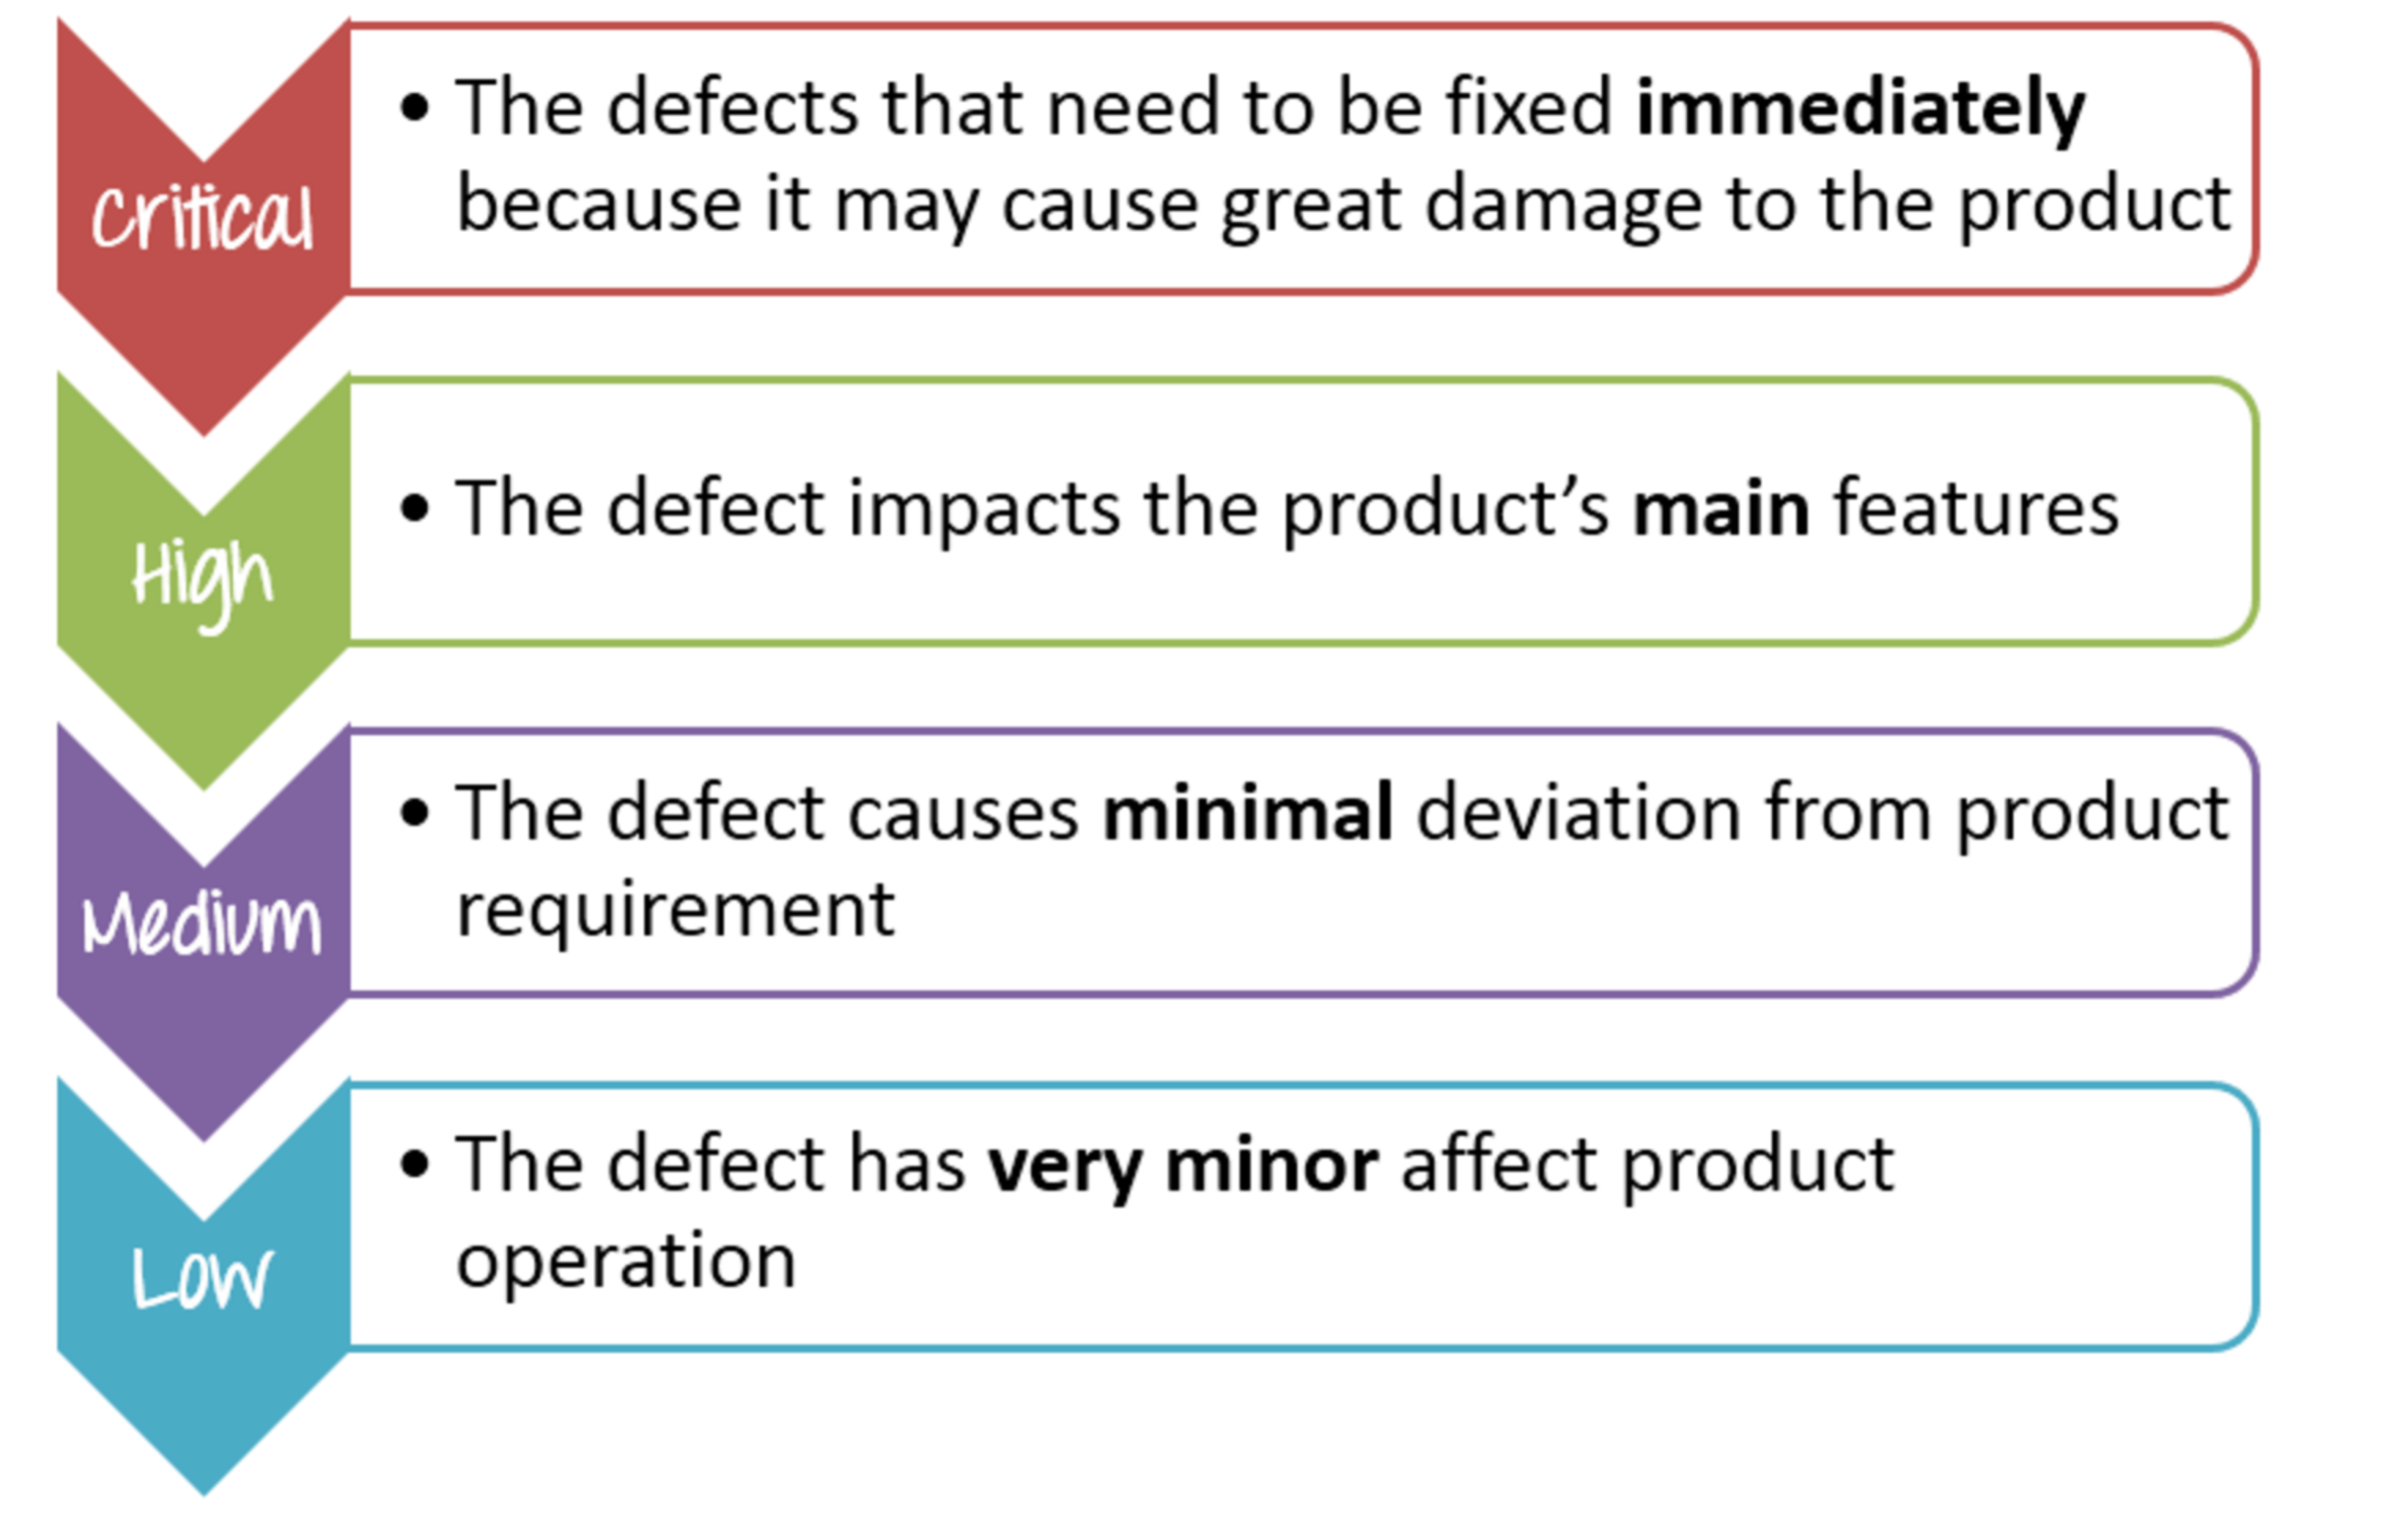 Critical
• The defects that need to be fixed immediately
because it may cause great damage to the product
High
• The defect impacts the product’s main features
Medium
• The defect causes minimal deviation from product
requirement
Low
• The defect has very minor affect product
operation